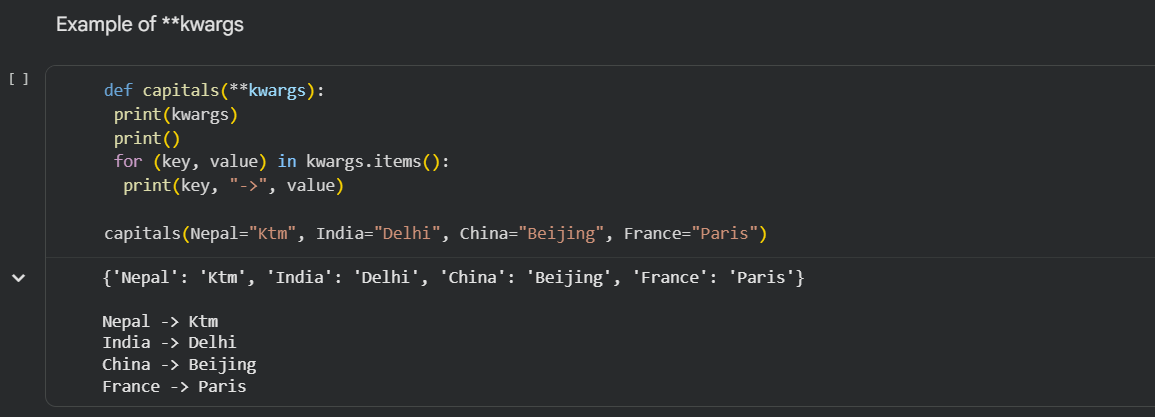 Example of **kwargs
[ ]
def capitals(**kwargs):
 print(kwargs)
 print()
 for (key, value) in kwargs.items():
  print(key, "->", value)
capitals(Nepal="Ktm", India="Delhi", China="Beijing", France="Paris")
{'Nepal': 'Ktm', 'India': 'Delhi', 'China': 'Beijing', 'France': 'Paris'}
Nepal -> Ktm
India -> Delhi
China -> Beijing
France -> Paris